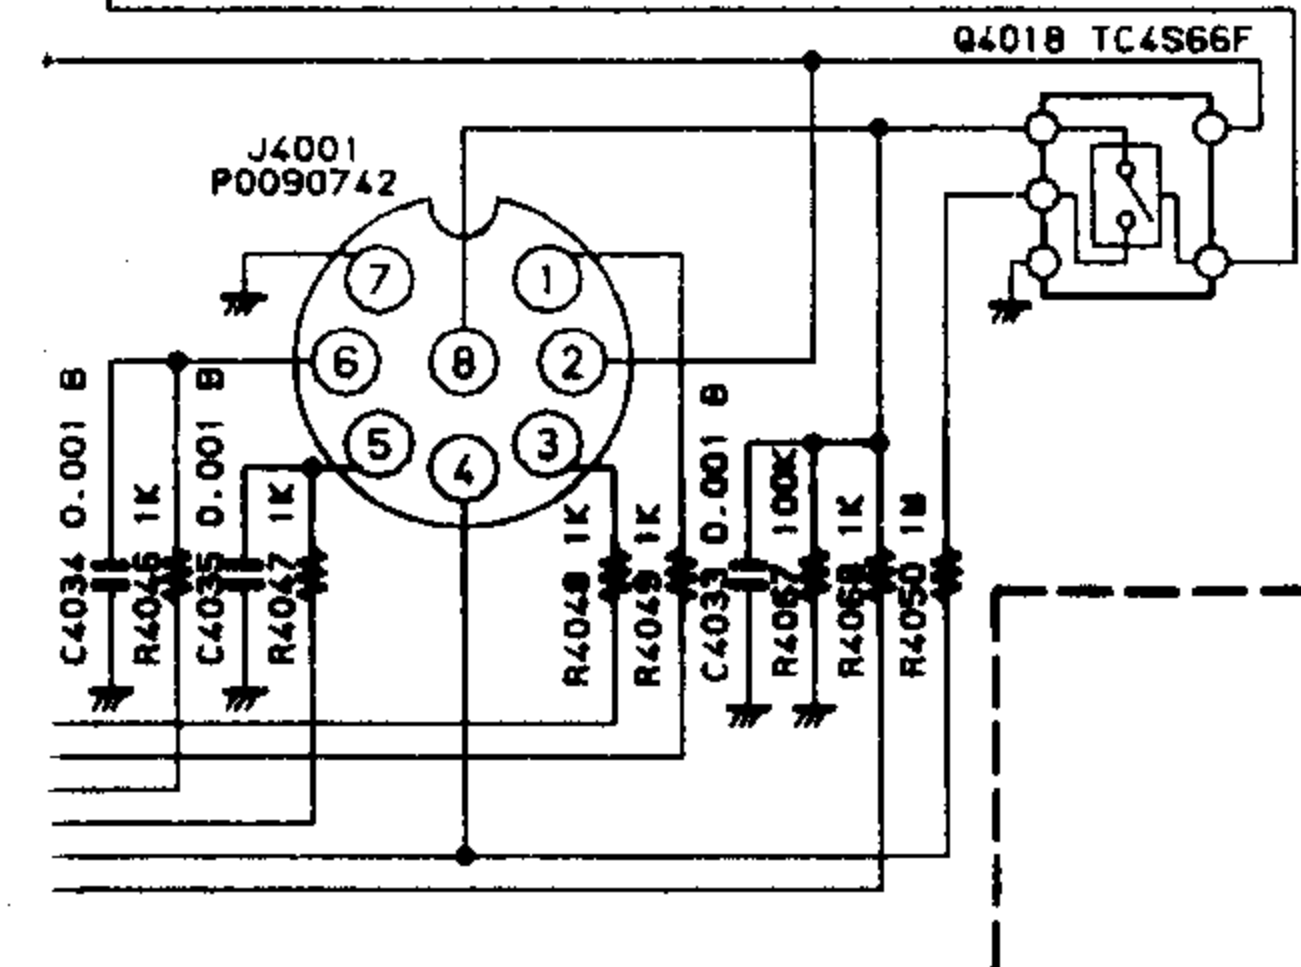 Q4018 TC4S66F
J4001
P0090742
7
1
6
8
2
5
4
3
C4034 0.001 B
R4046 1K
C4035 0.001 B
R4047 1K
R4048 1K
R4049 1K
C4033 0.001 B
R4067 100K
R4068 1K
R4050 1M